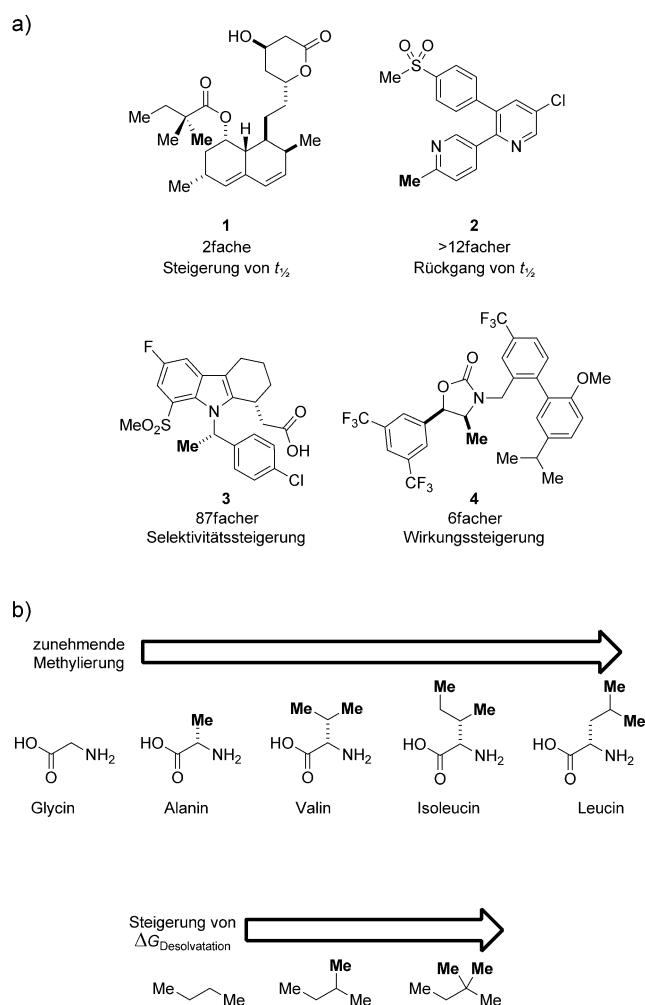 a)
HO
O
O
O
O
Me
Me
Me
H
Me
Me
1
2fache
Steigerung von t½
O O
S
Me
Cl
N
N
Me
2
>12facher
Rückgang von t½
F
MeO₂S
N
Me
O
OH
Cl
3
87facher
Selektivitätssteigerung
F₃C
O
O
N
OMe
F₃C
Me
CF₃
Me
Me
4
6facher
Wirkungssteigerung
b)
zunehmende
Methylierung
HO
O
NH₂
Glycin
Me
HO
O
NH₂
Alanin
Me
Me
HO
O
NH₂
Valin
Me
Me
HO
O
NH₂
Isoleucin
Me
Me
HO
O
NH₂
Leucin
Steigerung von
ΔG Desolvatation
Me
Me
Me
Me
Me
Me
Me
Me
Me